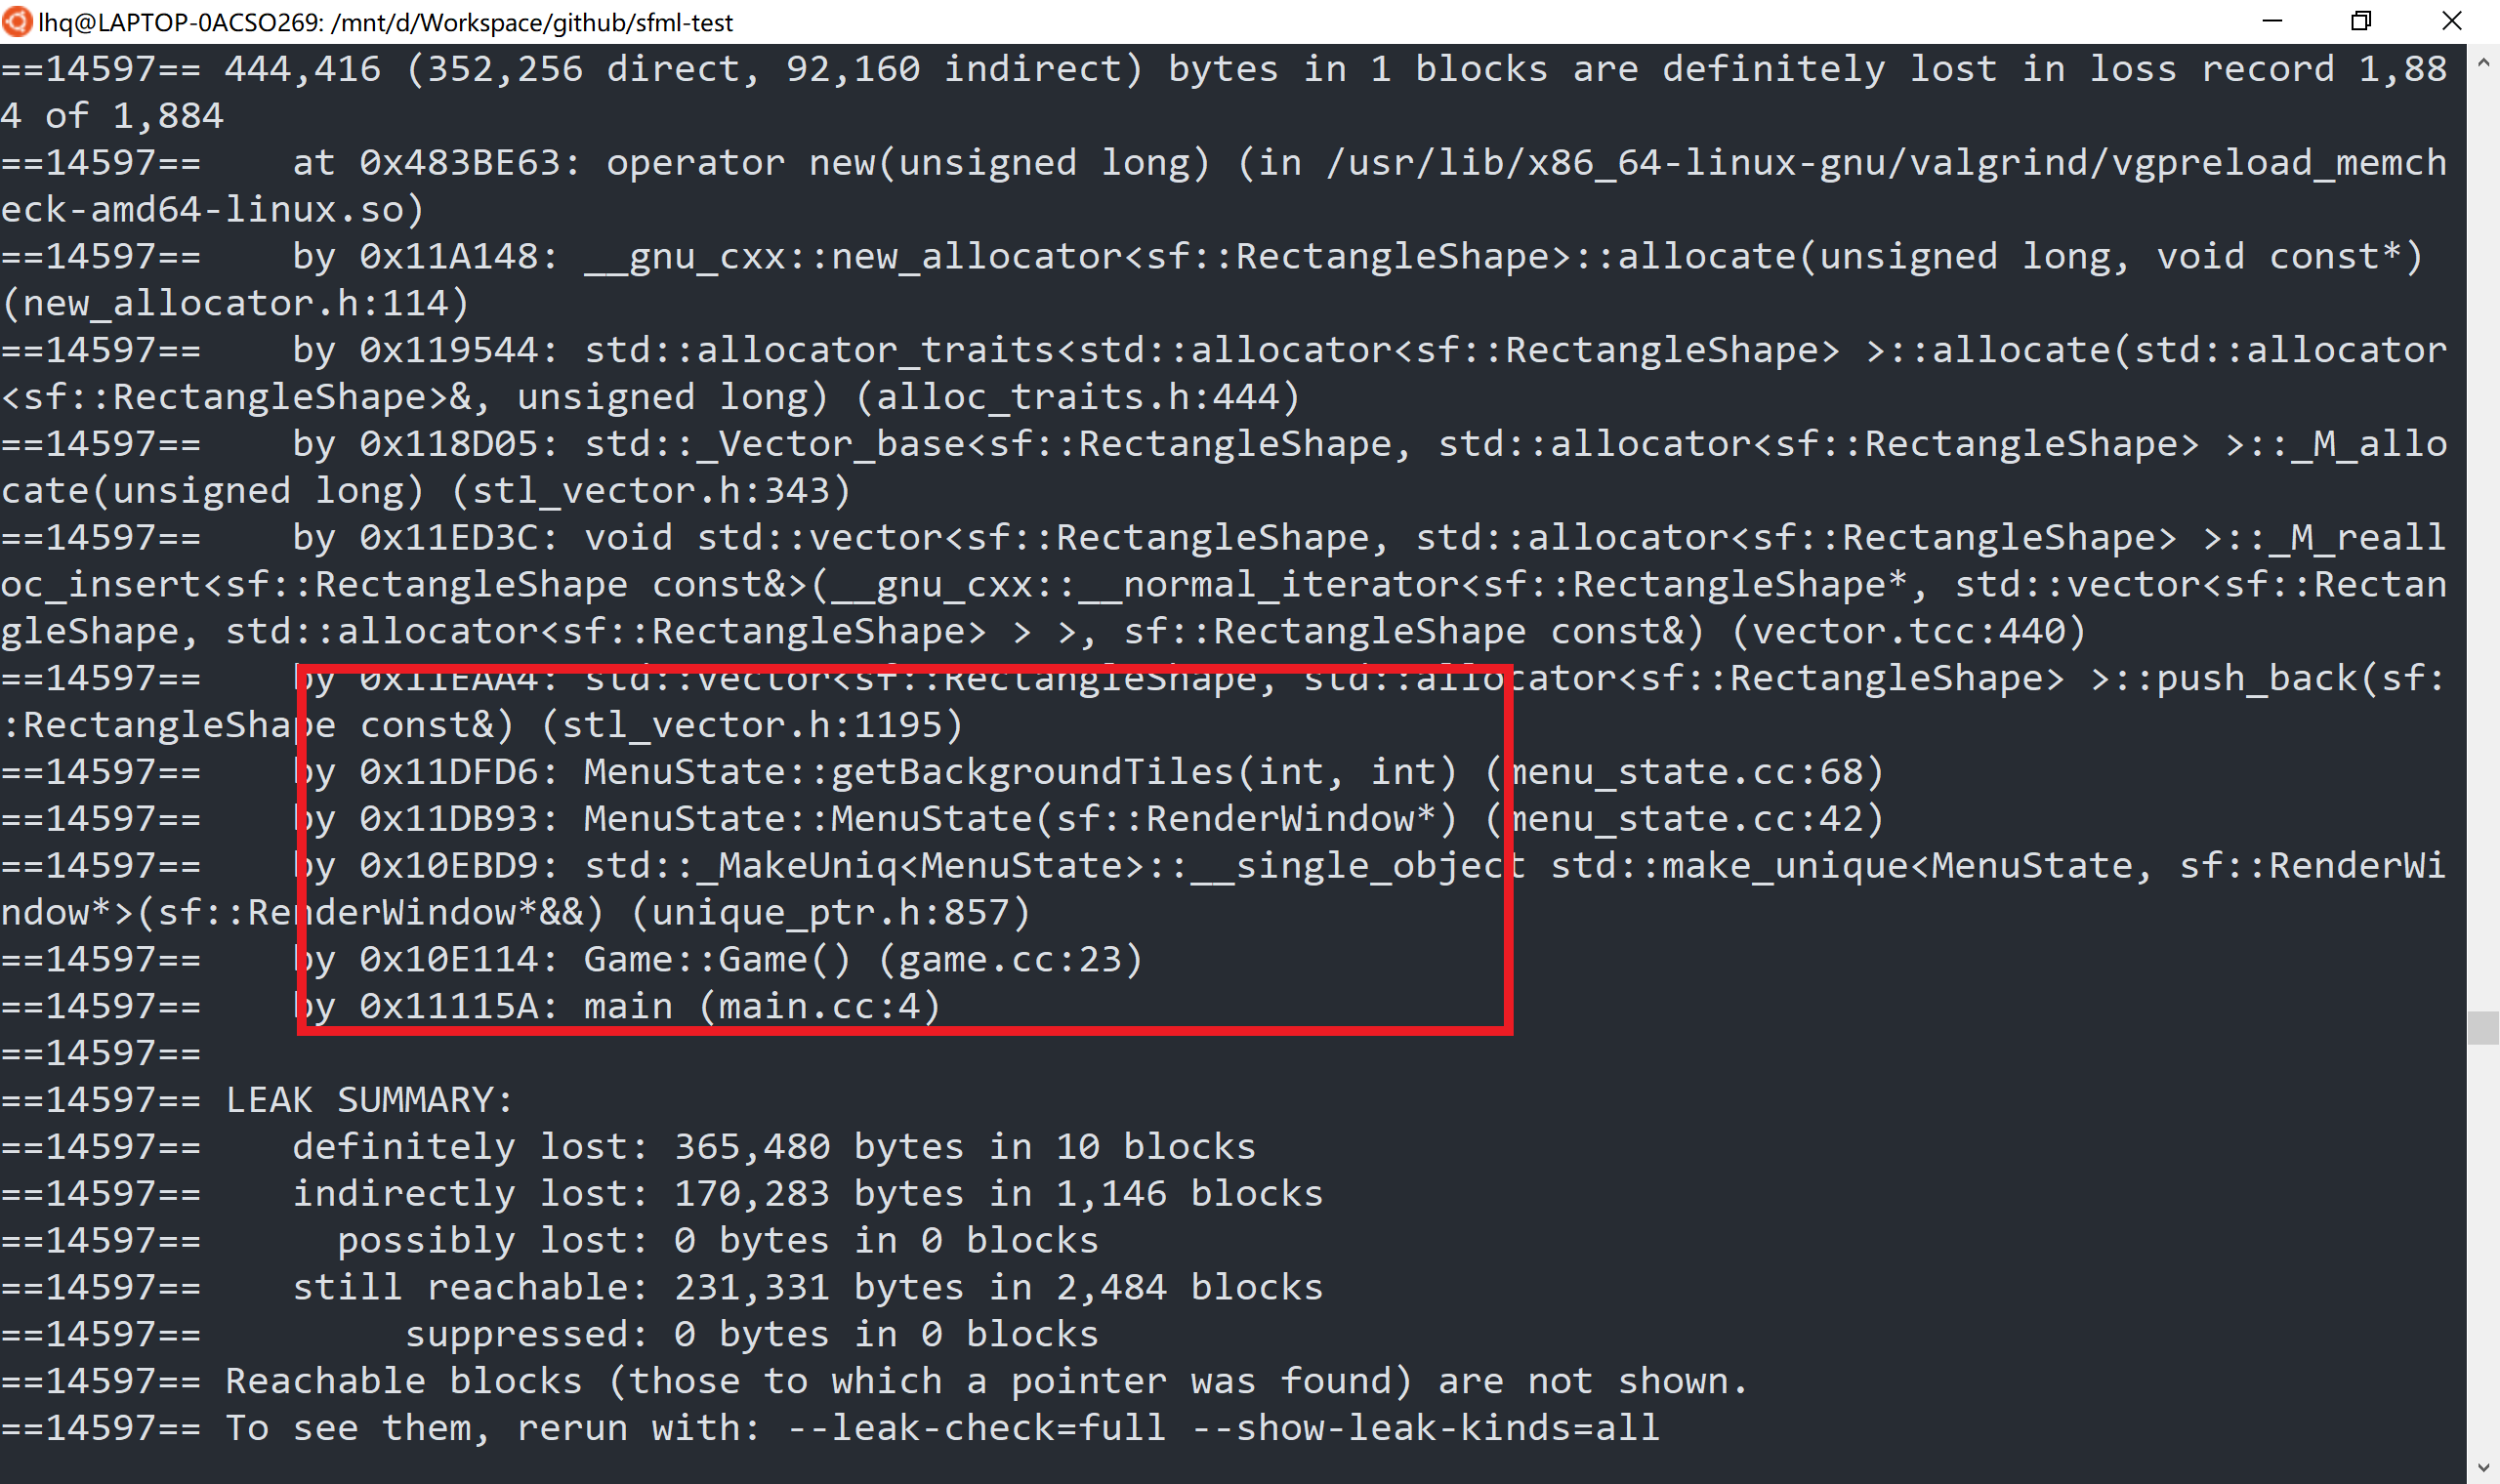 lhq@LAPTOP-0ACSO269: /mnt/d/Workspace/github/sfml-test
==14597== 444,416 (352,256 direct, 92,160 indirect) bytes in 1 blocks are definitely lost in loss record 1,88
4 of 1,884
==14597==    at 0x483BE63: operator new(unsigned long) (in /usr/lib/x86_64-linux-gnu/valgrind/vgpreload_memch
eck-amd64-linux.so)
==14597==    by 0x11A148: __gnu_cxx::new_allocator<sf::RectangleShape>::allocate(unsigned long, void const*)
(new_allocator.h:114)
==14597==    by 0x119544: std::allocator_traits<std::allocator<sf::RectangleShape> >::allocate(std::allocator
<sf::RectangleShape>&, unsigned long) (alloc_traits.h:444)
==14597==    by 0x118D05: std::_Vector_base<sf::RectangleShape, std::allocator<sf::RectangleShape> >::_M_allo
cate(unsigned long) (stl_vector.h:343)
==14597==    by 0x11ED3C: void std::vector<sf::RectangleShape, std::allocator<sf::RectangleShape> >::_M_reall
oc_insert<sf::RectangleShape const&>(__gnu_cxx::__normal_iterator<sf::RectangleShape*, std::vector<sf::Rectan
gleShape, std::allocator<sf::RectangleShape> > >, sf::RectangleShape const&) (vector.tcc:440)
==14597==    by 0x11EAA4: std::vector<sf::RectangleShape, std::allocator<sf::RectangleShape> >::push_back(sf:
:RectangleShape const&) (stl_vector.h:1195)
==14597==    by 0x11DFD6: MenuState::getBackgroundTiles(int, int) (menu_state.cc:68)
==14597==    by 0x11DB93: MenuState::MenuState(sf::RenderWindow*) (menu_state.cc:42)
==14597==    by 0x10EBD9: std::_MakeUniq<MenuState>::__single_object std::make_unique<MenuState, sf::RenderWi
ndow*>(sf::RenderWindow*&&) (unique_ptr.h:857)
==14597==    by 0x10E114: Game::Game() (game.cc:23)
==14597==    by 0x11115A: main (main.cc:4)
==14597==
==14597== LEAK SUMMARY:
==14597==    definitely lost: 365,480 bytes in 10 blocks
==14597==    indirectly lost: 170,283 bytes in 1,146 blocks
==14597==      possibly lost: 0 bytes in 0 blocks
==14597==    still reachable: 231,331 bytes in 2,484 blocks
==14597==         suppressed: 0 bytes in 0 blocks
==14597== Reachable blocks (those to which a pointer was found) are not shown.
==14597== To see them, rerun with: --leak-check=full --show-leak-kinds=all